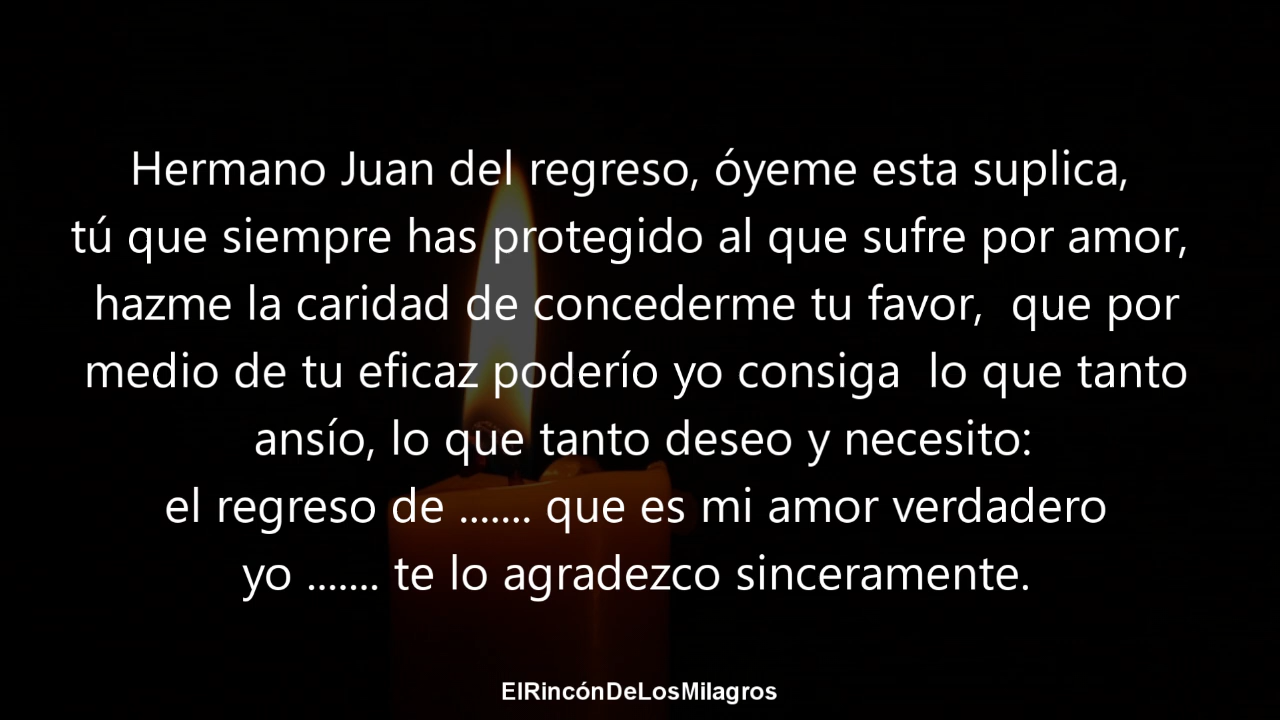 Hermano Juan del regreso, óyeme esta suplica,
tú que siempre has protegido al que sufre por amor,
hazme la caridad de concederme tu favor,  que por
medio de tu eficaz poderío yo consiga  lo que tanto
ansío, lo que tanto deseo y necesito:
el regreso de ....... que es mi amor verdadero
yo ....... te lo agradezco sinceramente.
ElRincónDeLosMilagros